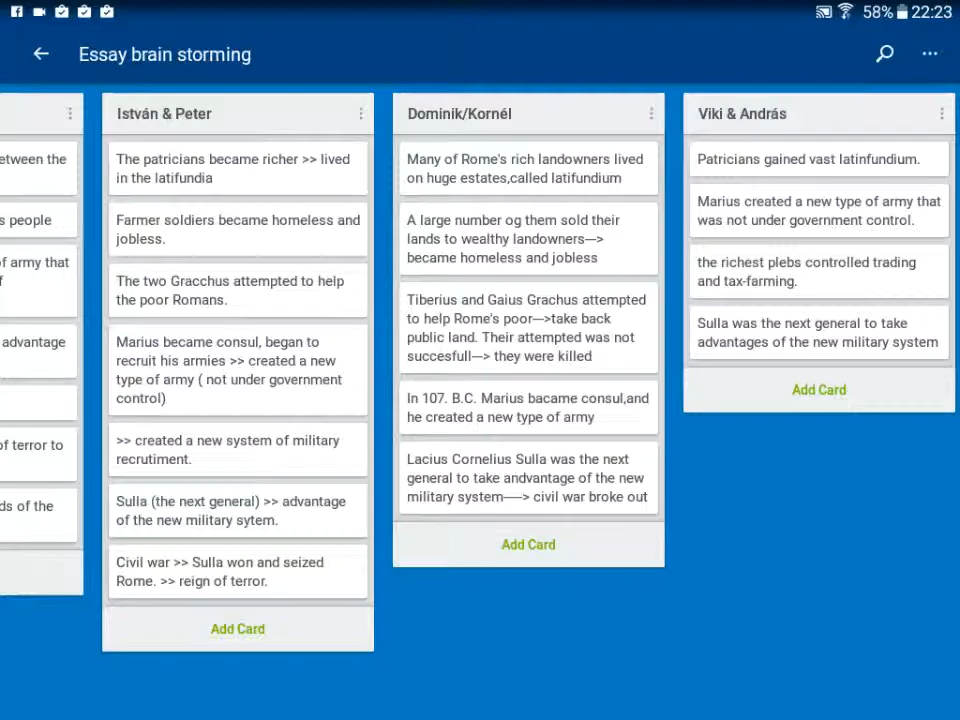 58% 22:23
Essay brain storming
etween the
s people
f army that
f
advantage
of terror to
ds of the
István & Peter
The patricians became richer >> lived
in the latifundia
Farmer soldiers became homeless and
jobless.
The two Gracchus attempted to help
the poor Romans.
Marius became consul, began to
recruit his armies >> created a new
type of army ( not under government
control)
>> created a new system of military
recrutiment.
Sulla (the next general) >> advantage
of the new military sytem.
Civil war >> Sulla won and seized
Rome. >> reign of terror.
Add Card
Dominik/Kornél
Many of Rome's rich landowners lived
on huge estates,called latifundium
A large number og them sold their
lands to wealthy landowners—>
became homeless and jobless
Tiberius and Gaius Grachus attempted
to help Rome's poor—>take back
public land. Their attempted was not
succesfull—> they were killed
In 107. B.C. Marius bacame consul,and
he created a new type of army
Lacius Cornelius Sulla was the next
general to take andvantage of the new
military system—–> civil war broke out
Add Card
Viki & András
Patricians gained vast latinfundium.
Marius created a new type of army that
was not under government control.
the richest plebs controlled trading
and tax-farming.
Sulla was the next general to take
advantages of the new military system
Add Card